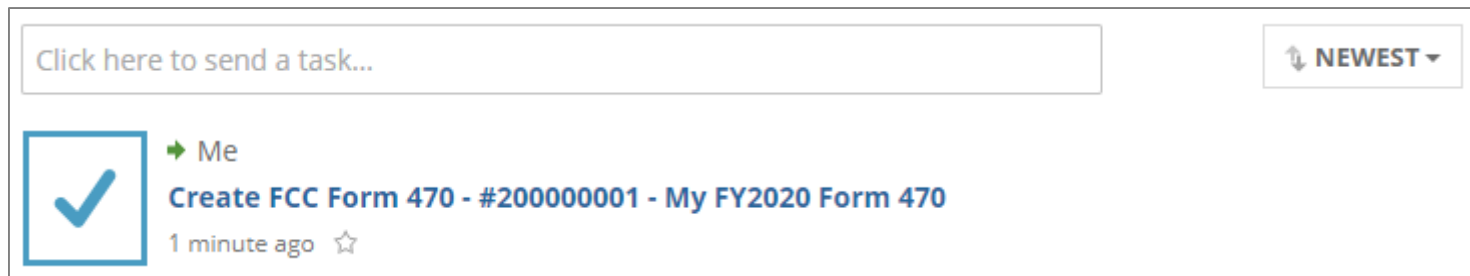 Click here to send a task...
NEWEST
Me
Create FCC Form 470 - #200000001 - My FY2020 Form 470
1 minute ago